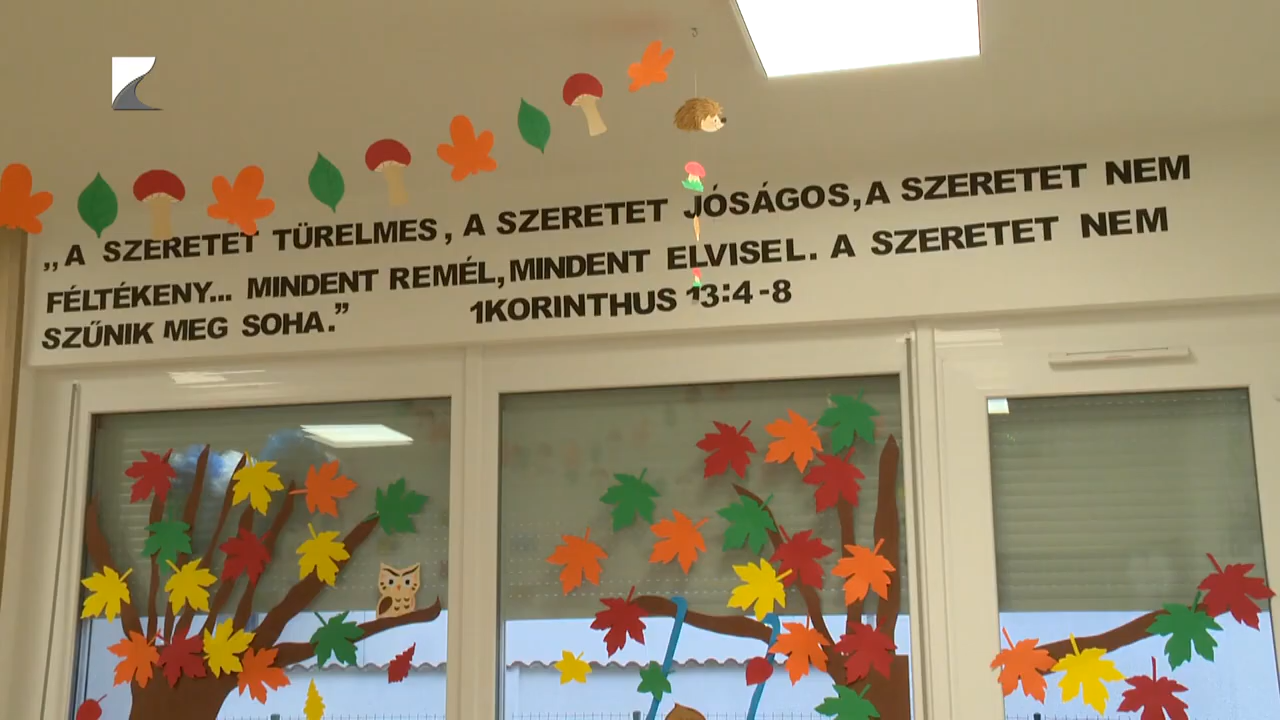 „A SZERETET TÜRELMES, A SZERETET JÓSÁGOS, A SZERETET NEM
FÉLTÉKENY... MINDENT REMÉL, MINDENT ELVISEL. A SZERETET NEM
SZŰNIK MEG SOHA.” 1KORINTHUS 13:4-8